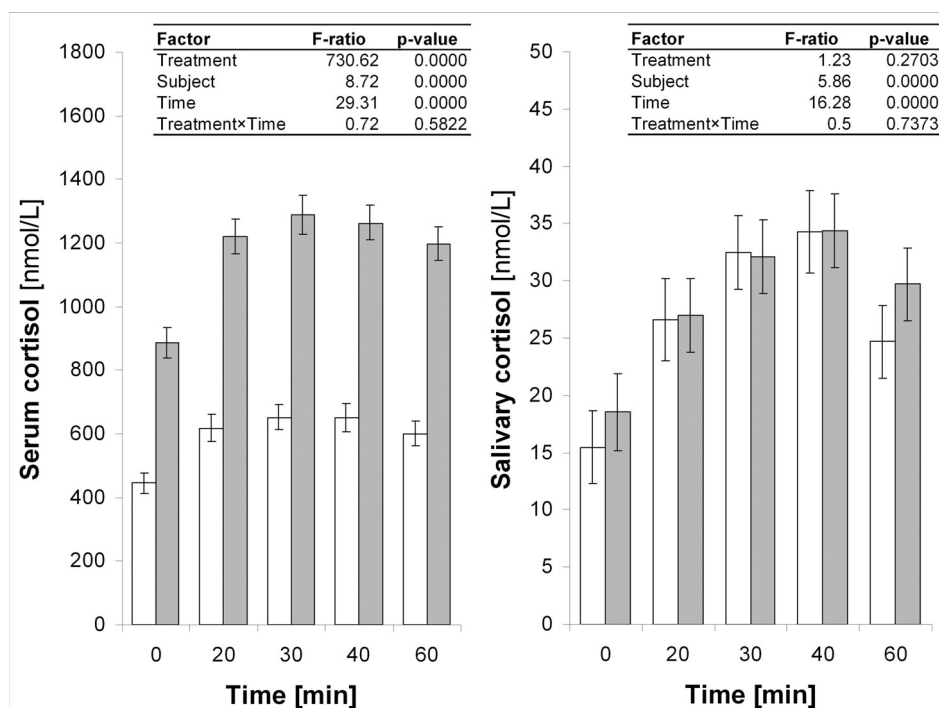 Factor F-ratio p-value
Treatment 730.62 0.0000
Subject 8.72 0.0000
Time 29.31 0.0000
Treatment×Time 0.72 0.5822
1800
1600
1400
1200
1000
800
600
400
200
0
Serum cortisol [nmol/L]
0 20 30 40 60
Time [min]
Factor F-ratio p-value
Treatment 1.23 0.2703
Subject 5.86 0.0000
Time 16.28 0.0000
Treatment×Time 0.5 0.7373
50
45
40
35
30
25
20
15
10
5
0
Salivary cortisol [nmol/L]
0 20 30 40 60
Time [min]